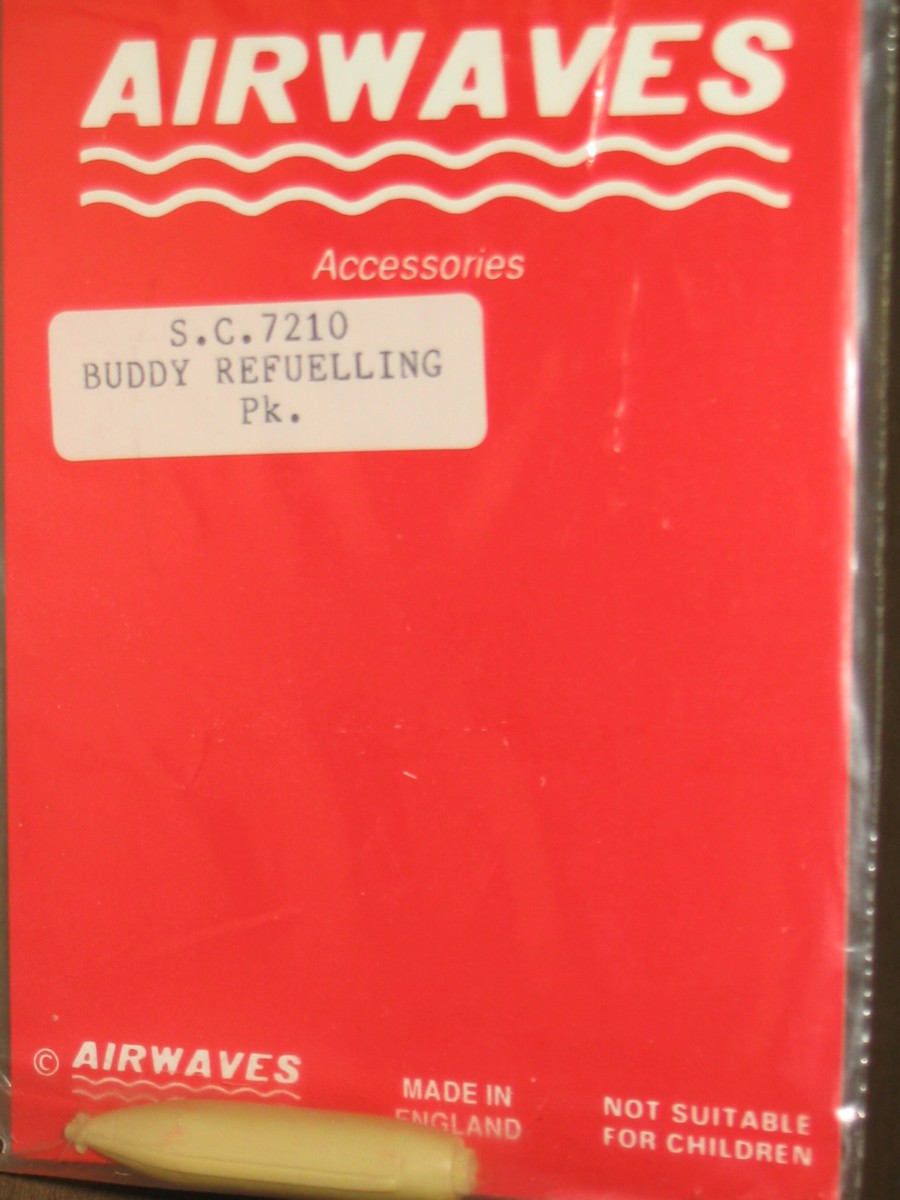 AIRWAVES
Accessories
S.C.7210
BUDDY REFUELLING
Pk.
© AIRWAVES
MADE IN
ENGLAND
NOT SUITABLE
FOR CHILDREN